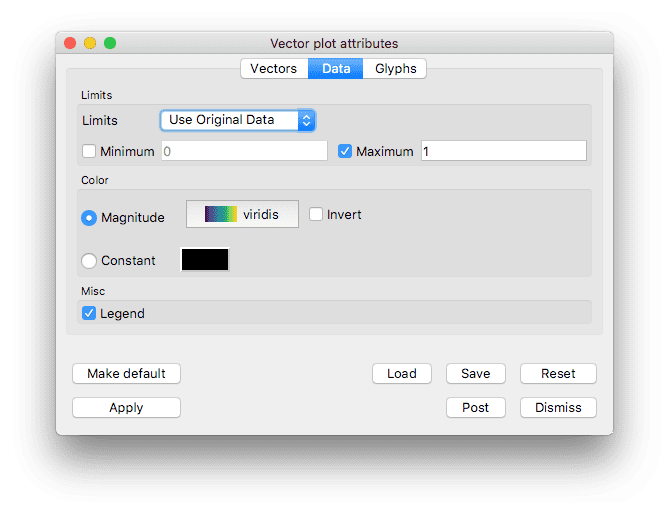 Vector plot attributes
Vectors Data Glyphs
Limits
Limits Use Original Data
Minimum 0 Maximum 1
Color
Magnitude viridis Invert
Constant
Misc
Legend
Make default Load Save Reset
Apply Post Dismiss